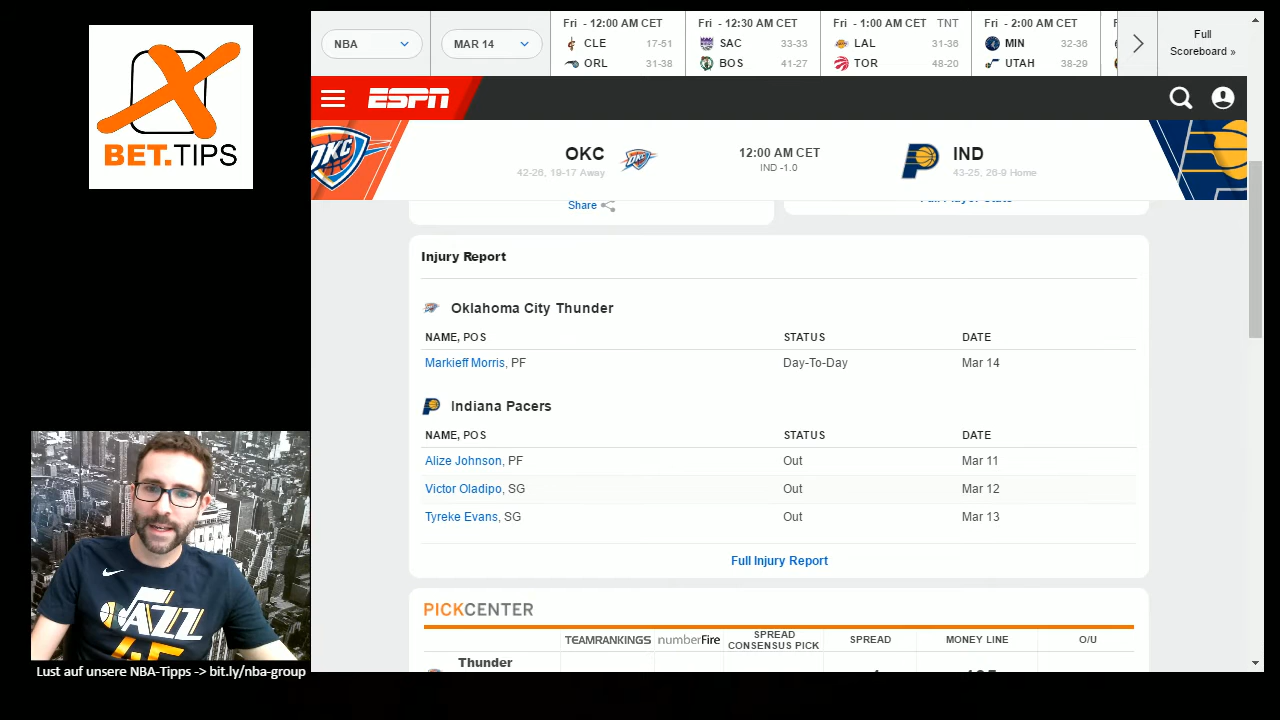 BET.TIPS
NBA
MAR 14
Fri - 12:00 AM CET
CLE 17-51
ORL 31-38
Fri - 12:30 AM CET
SAC 33-33
BOS 41-27
Fri - 1:00 AM CET TNT
LAL 31-36
TOR 48-20
Fri - 2:00 AM CET
MIN 32-36
UTAH 38-29
Full
Scoreboard »
ESPN
OKC
OKC
42-26, 19-17 Away
12:00 AM CET
IND -1.0
IND
43-25, 26-9 Home
Share
Injury Report
Oklahoma City Thunder
NAME, POS STATUS DATE
Markieff Morris, PF Day-To-Day Mar 14
Indiana Pacers
NAME, POS STATUS DATE
Alize Johnson, PF Out Mar 11
Victor Oladipo, SG Out Mar 12
Tyreke Evans, SG Out Mar 13
Full Injury Report
PICKCENTER
TEAMRANKINGS numberFire SPREAD CONSENSUS PICK SPREAD MONEY LINE O/U
Thunder
JAZZ
45
Lust auf unsere NBA-Tipps -> bit.ly/nba-group